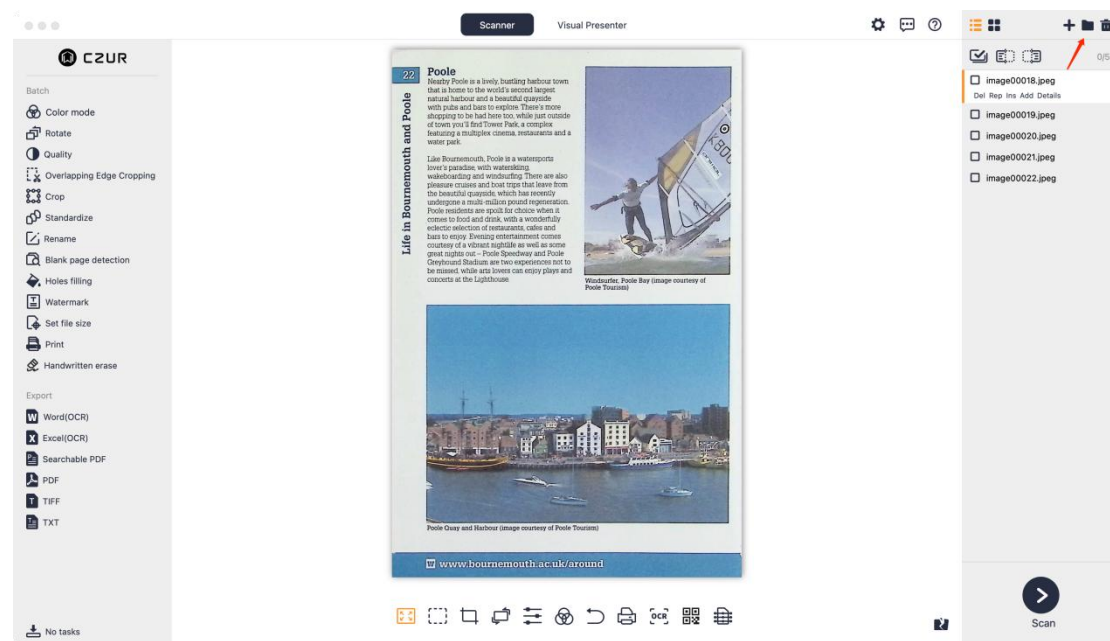 Scanner
Visual Presenter
CZUR
Batch
Color mode
Rotate
Quality
Overlapping Edge Cropping
Crop
Standardize
Rename
Blank page detection
Holes filling
Watermark
Set file size
Print
Handwritten erase
Export
Word(OCR)
Excel(OCR)
Searchable PDF
PDF
TIFF
TXT
No tasks
22
Life in Bournemouth and Poole
Poole
Nearby Poole is a lively, bustling harbour town
that is home to the world's second largest
natural harbour and a beautiful quayside
with pubs and bars to explore. There's more
shopping to be had here too, while just outside
of town you'll find Tower Park, a complex
featuring a multiplex cinema, restaurants and a
water park.
Like Bournemouth, Poole is a watersports
lover's paradise, with waterskiing,
wakeboarding and windsurfing. There are also
pleasure cruises and boat trips that leave from
the beautiful quayside, which has recently
undergone a multi-million pound regeneration.
Poole residents are spoilt for choice when it
comes to food and drink, with a wonderfully
eclectic selection of restaurants, cafes and
bars to enjoy. Evening entertainment comes
courtesy of a vibrant nightlife as well as some
great nights out – Poole Speedway and Poole
Greyhound Stadium are two experiences not to
be missed, while arts lovers can enjoy plays and
concerts at the Lighthouse.
K800
Windsurfer, Poole Bay (image courtesy of
Poole Tourism)
Poole Quay and Harbour (image courtesy of Poole Tourism)
W www.bournemouth.ac.uk/around
OCR
0/5
image00018.jpeg
Del Rep Ins Add Details
image00019.jpeg
image00020.jpeg
image00021.jpeg
image00022.jpeg
Scan